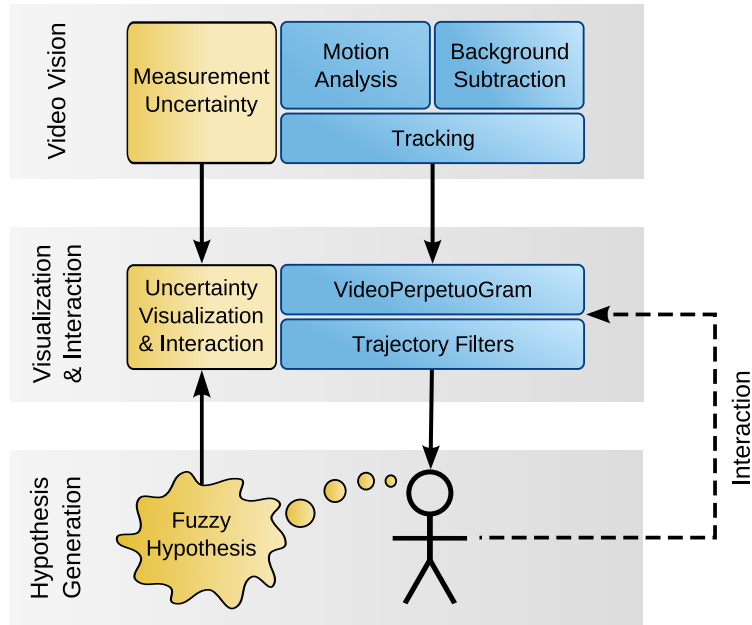 Video Vision
Measurement
Uncertainty
Motion
Analysis
Background
Subtraction
Tracking
Visualization
& Interaction
Uncertainty
Visualization
& Interaction
VideoPerpetuoGram
Trajectory Filters
Interaction
Hypothesis
Generation
Fuzzy
Hypothesis